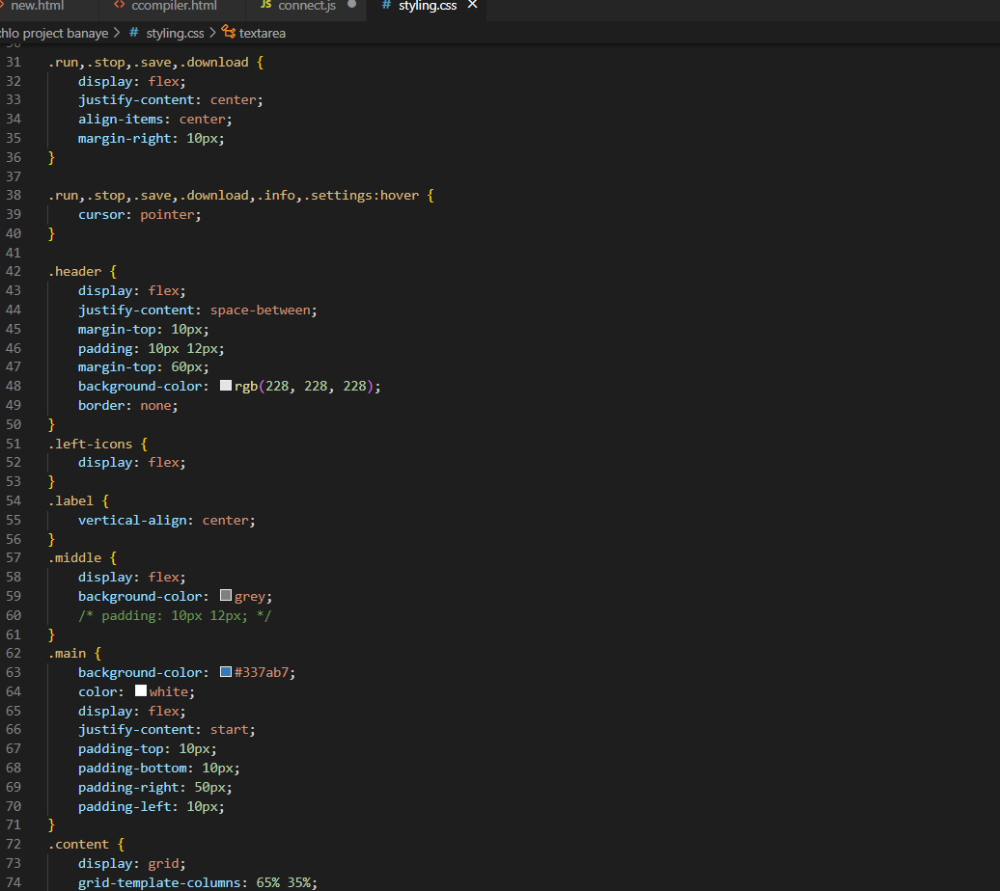 new.html ccompiler.html JS connect.js # styling.css
chlo project banaye > # styling.css > textarea
30
31 .run,.stop,.save,.download {
32 display: flex;
33 justify-content: center;
34 align-items: center;
35 margin-right: 10px;
36 }
37
38 .run,.stop,.save,.download,.info,.settings:hover {
39 cursor: pointer;
40 }
41
42 .header {
43 display: flex;
44 justify-content: space-between;
45 margin-top: 10px;
46 padding: 10px 12px;
47 margin-top: 60px;
48 background-color: rgb(228, 228, 228);
49 border: none;
50 }
51 .left-icons {
52 display: flex;
53 }
54 .label {
55 vertical-align: center;
56 }
57 .middle {
58 display: flex;
59 background-color: grey;
60 /* padding: 10px 12px; */
61 }
62 .main {
63 background-color: #337ab7;
64 color: white;
65 display: flex;
66 justify-content: start;
67 padding-top: 10px;
68 padding-bottom: 10px;
69 padding-right: 50px;
70 padding-left: 10px;
71 }
72 .content {
73 display: grid;
74 grid-template-columns: 65% 35%;